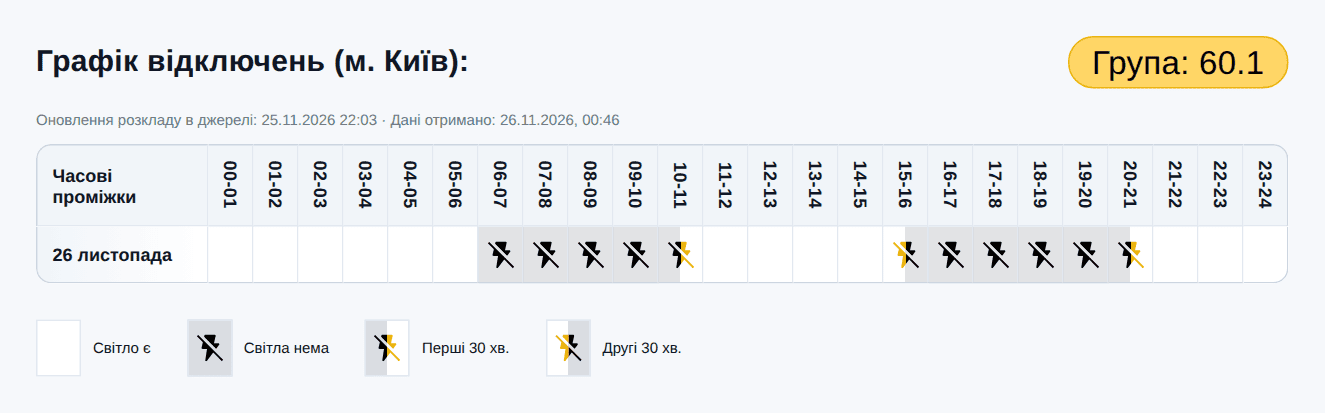 Графік відключень (м. Київ):
Група: 60.1
Оновлення розкладу в джерелі: 25.11.2026 22:03 · Дані отримано: 26.11.2026, 00:46
Часові
проміжки
00-01
01-02
02-03
03-04
04-05
05-06
06-07
07-08
08-09
09-10
10-11
11-12
12-13
13-14
14-15
15-16
16-17
17-18
18-19
19-20
20-21
21-22
22-23
23-24
26 листопада
Світло є
Світла нема
Перші 30 хв.
Другі 30 хв.